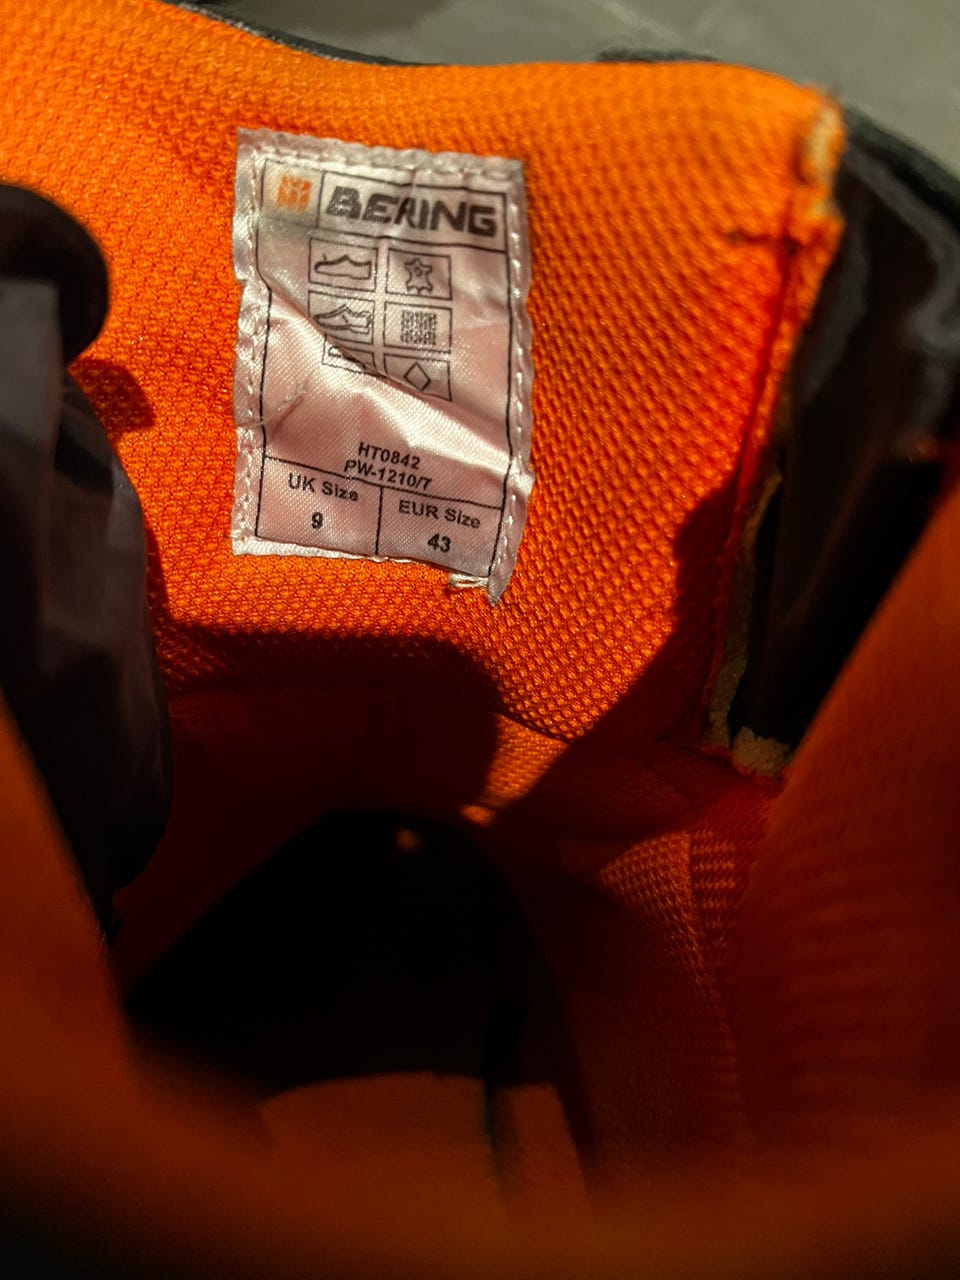 BERING
HT0842
PW-1210/7
UK Size
9
EUR Size
43